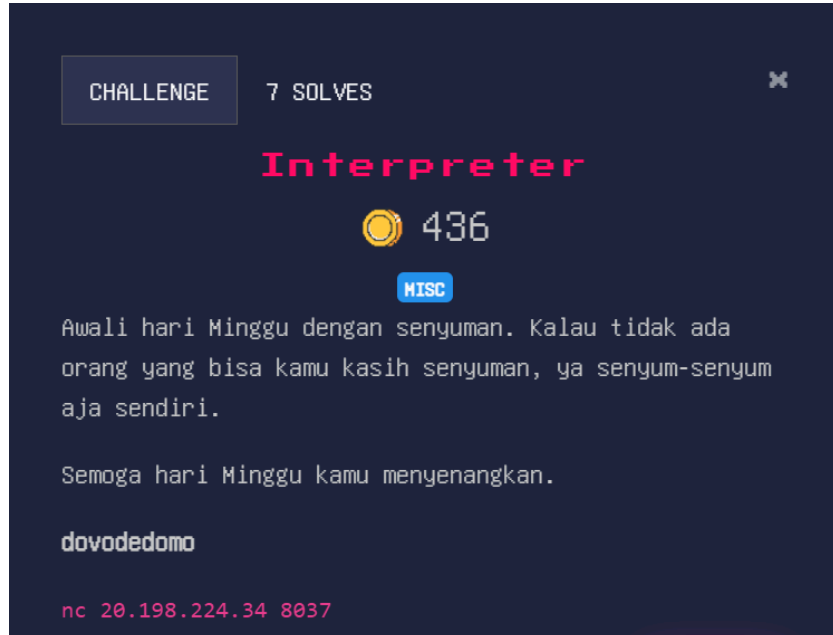 CHALLENGE 7 SOLVES ×
Interpreter
436
MISC
Awali hari Minggu dengan senyuman. Kalau tidak ada
orang yang bisa kamu kasih senyuman, ya senyum-senyum
aja sendiri.
Semoga hari Minggu kamu menyenangkan.
dovodedomo
nc 20.198.224.34 8037